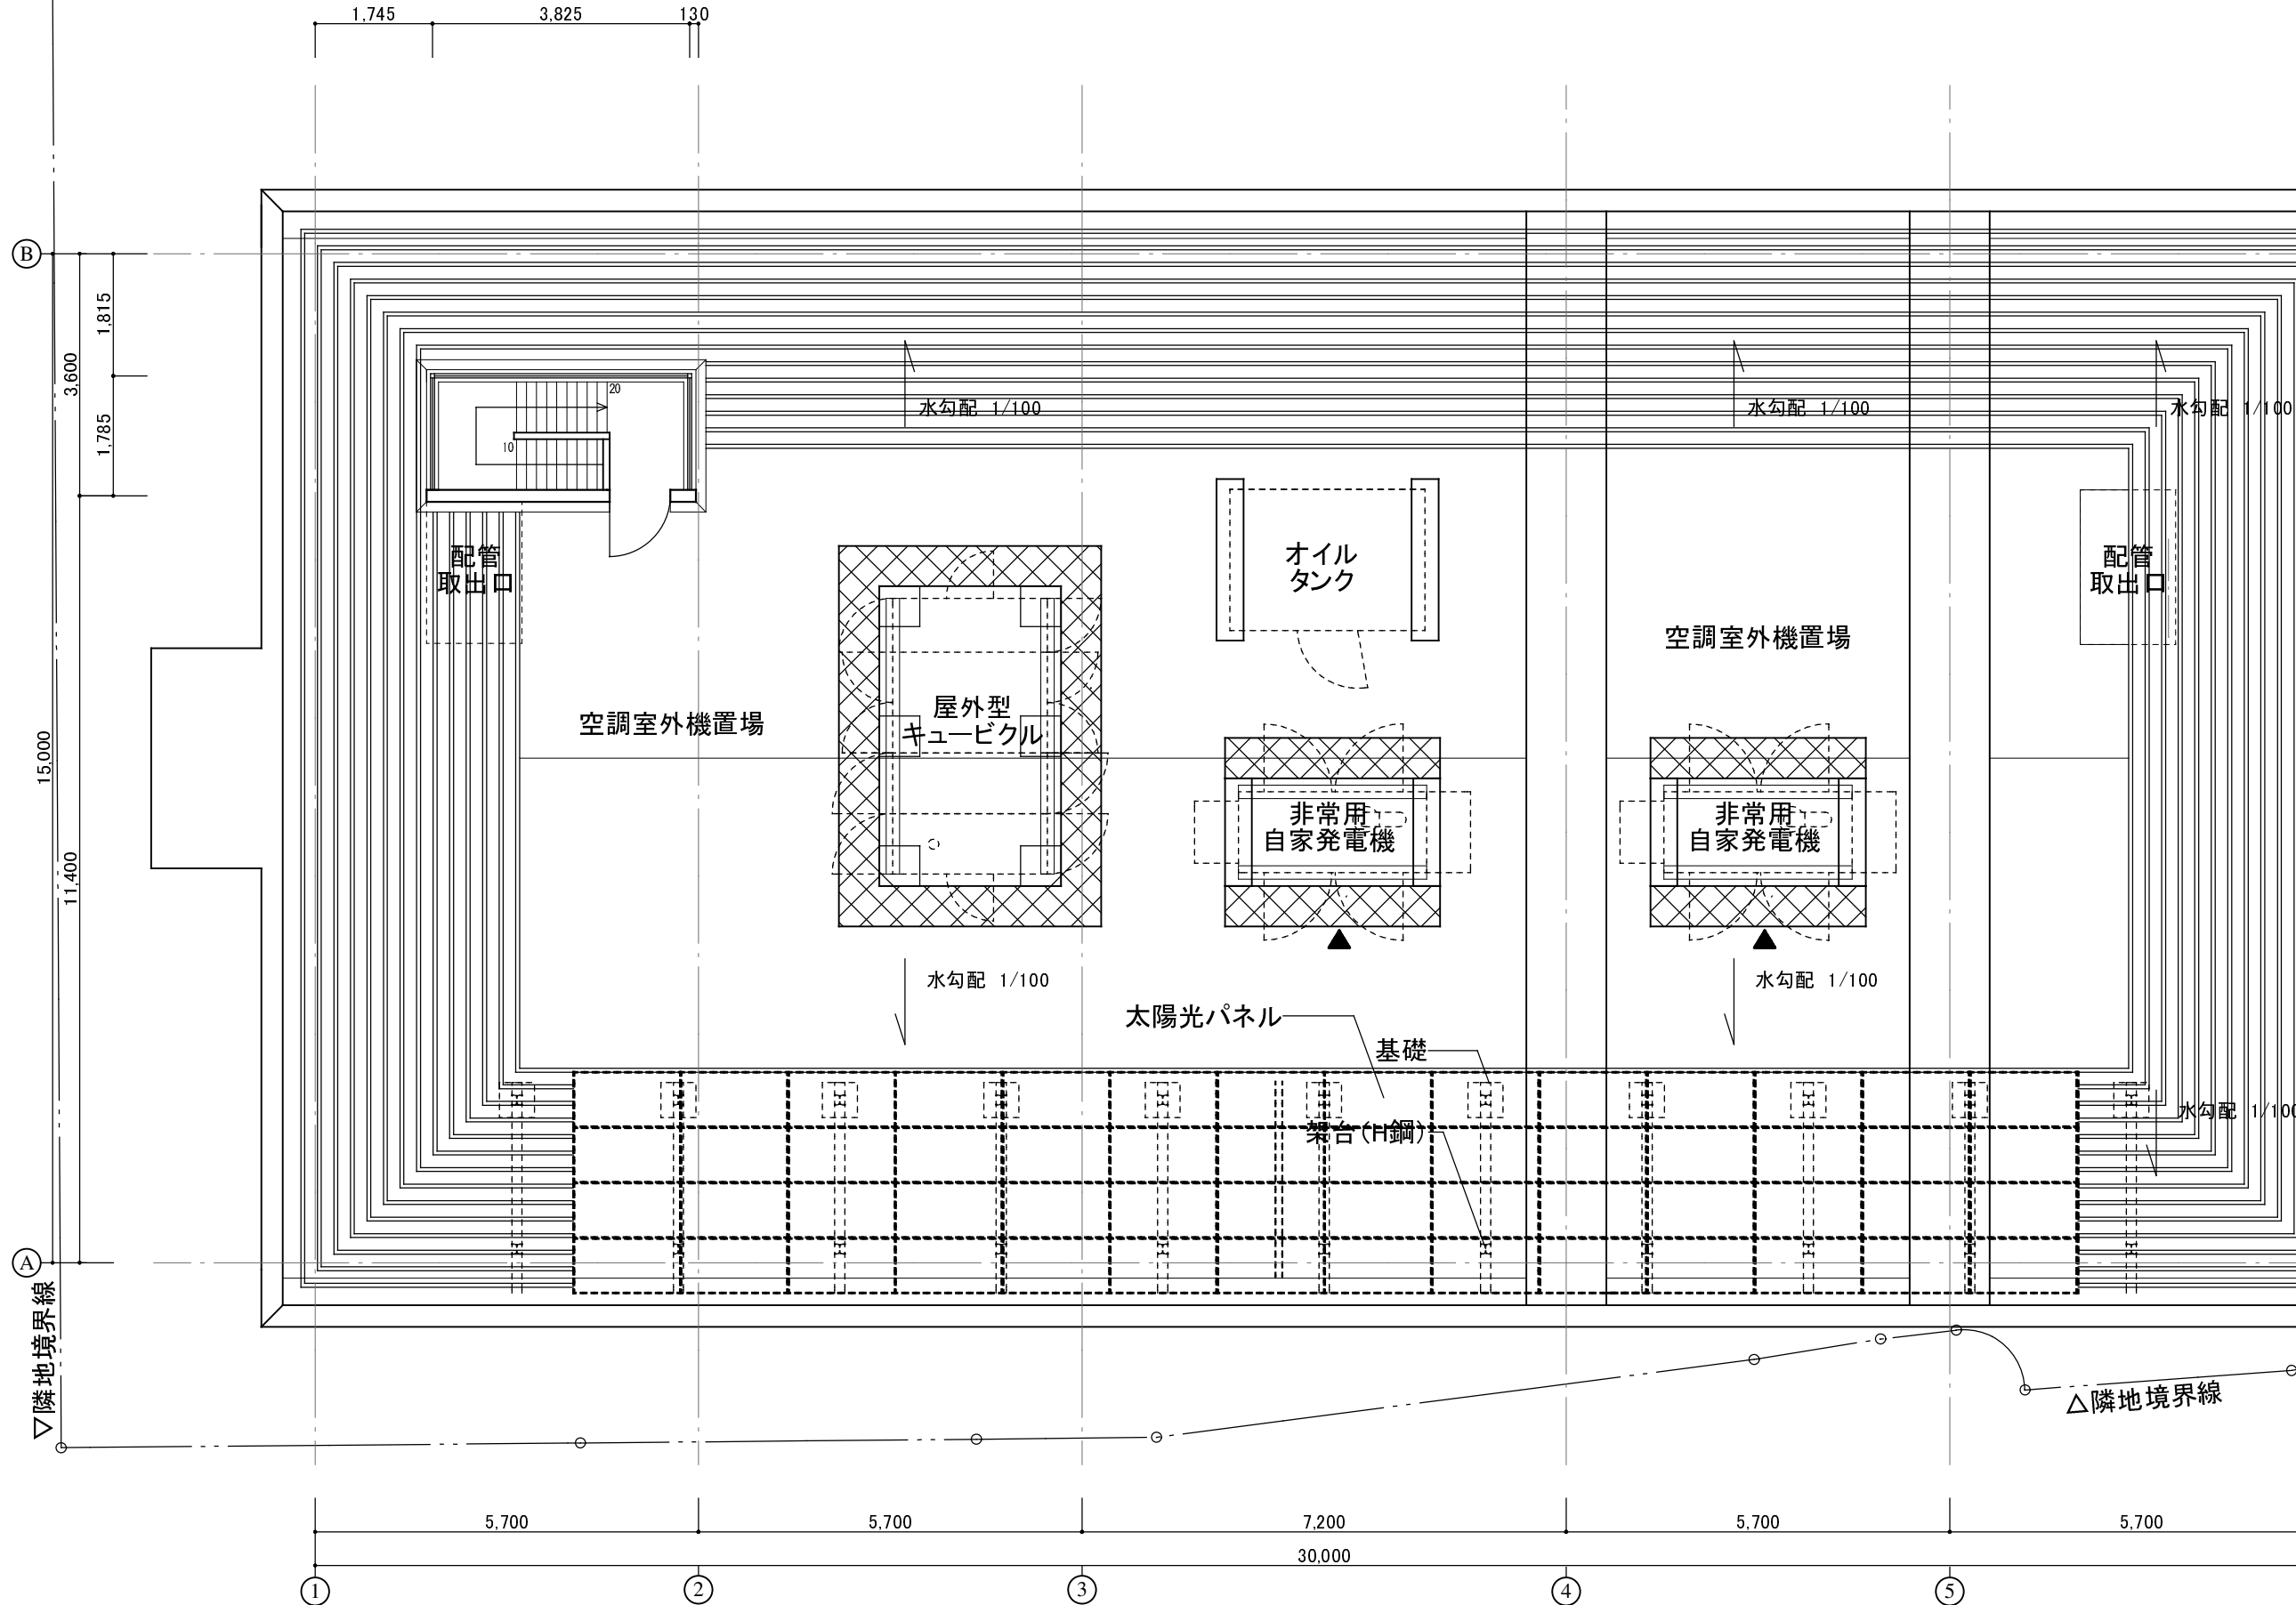 1,745
3,825
130
B
1,815
3,600
1,785
20
10
水勾配 1/100
水勾配 1/100
水勾配 1/100
配管
取出口
オイル
タンク
配管
取出口
空調室外機置場
空調室外機置場
屋外型
キュービクル
15,000
11,400
非常用
自家発電機
非常用
自家発電機
水勾配 1/100
水勾配 1/100
太陽光パネル
基礎
架台(H鋼)
水勾配 1/100
A
▽隣地境界線
△隣地境界線
5,700
5,700
7,200
5,700
5,700
30,000
1
2
3
4
5